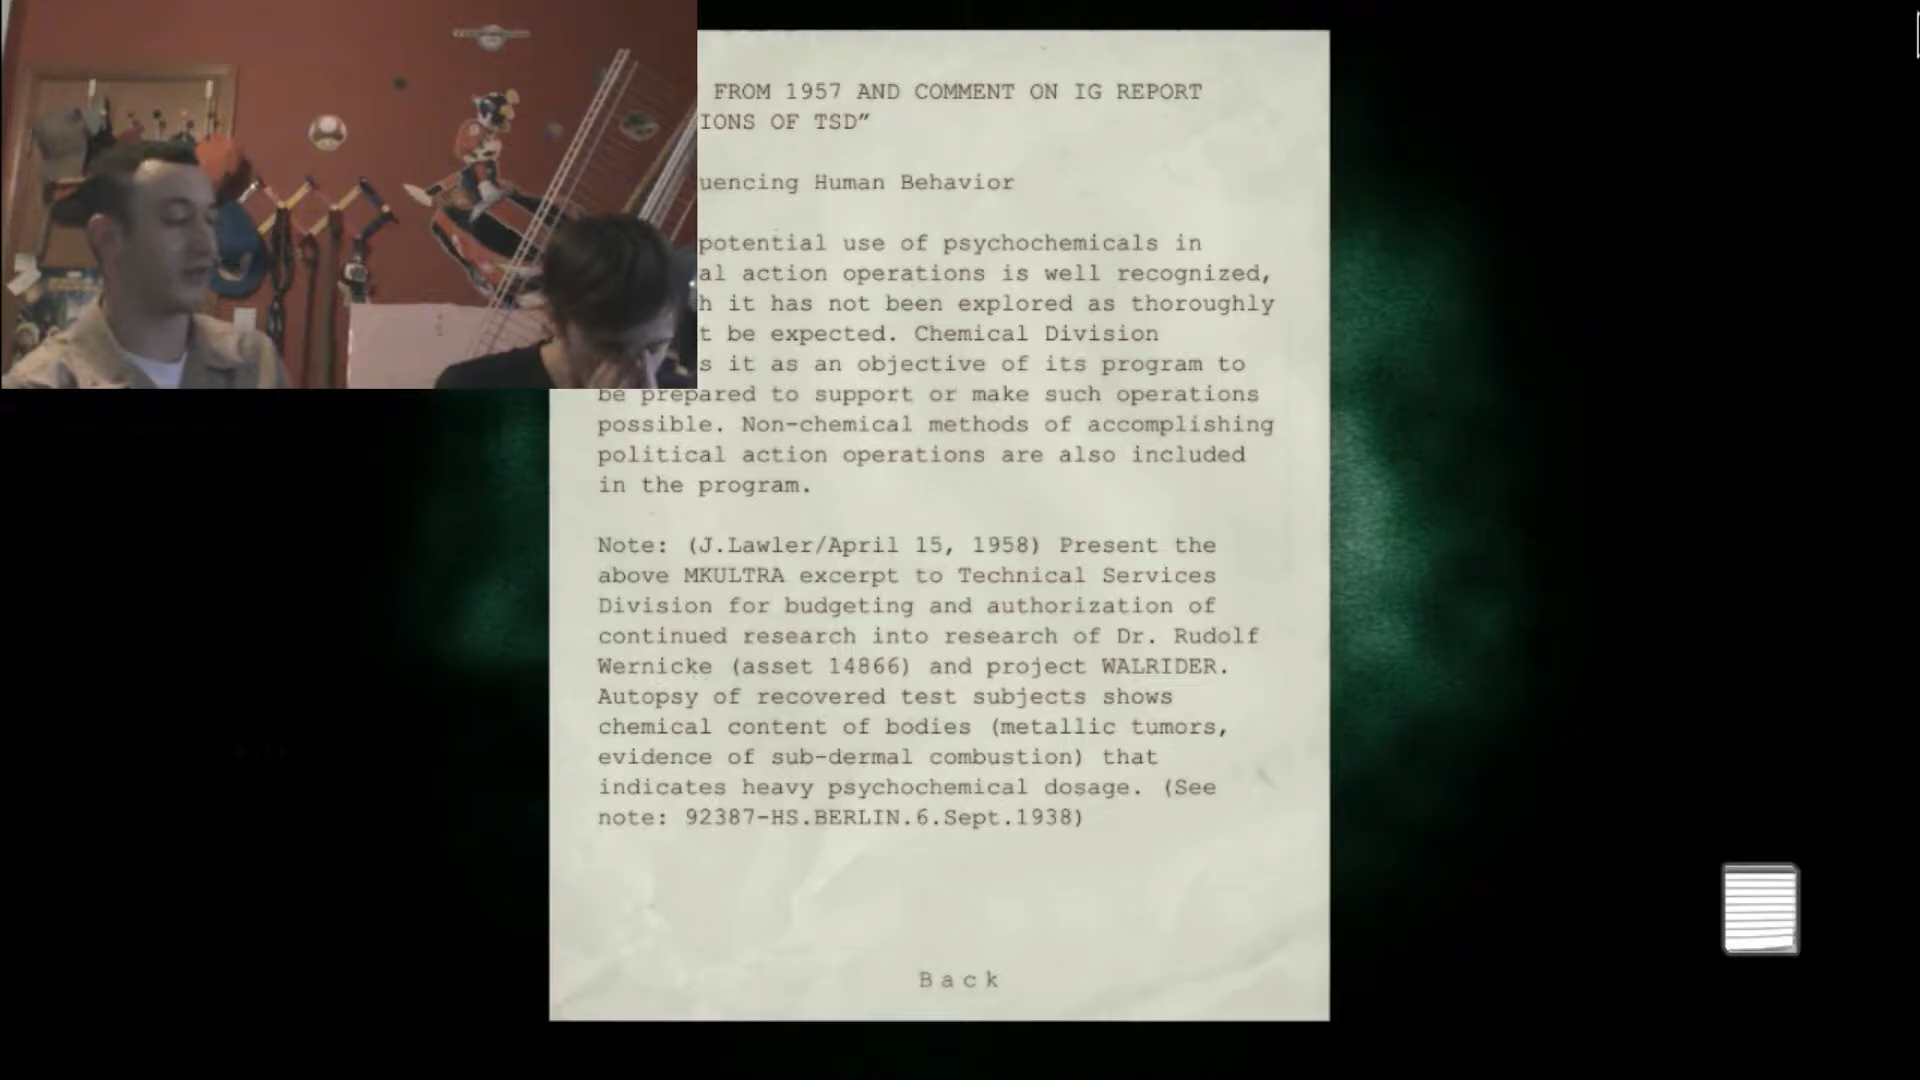 FROM 1957 AND COMMENT ON IG REPORT
IONS OF TSD”
uencing Human Behavior
potential use of psychochemicals in
al action operations is well recognized,
h it has not been explored as thoroughly
t be expected. Chemical Division
s it as an objective of its program to
be prepared to support or make such operations
possible. Non-chemical methods of accomplishing
political action operations are also included
in the program.
Note: (J.Lawler/April 15, 1958) Present the
above MKULTRA excerpt to Technical Services
Division for budgeting and authorization of
continued research into research of Dr. Rudolf
Wernicke (asset 14866) and project WALRIDER.
Autopsy of recovered test subjects shows
chemical content of bodies (metallic tumors,
evidence of sub-dermal combustion) that
indicates heavy psychochemical dosage. (See
note: 92387-HS.BERLIN.6.Sept.1938)
Back